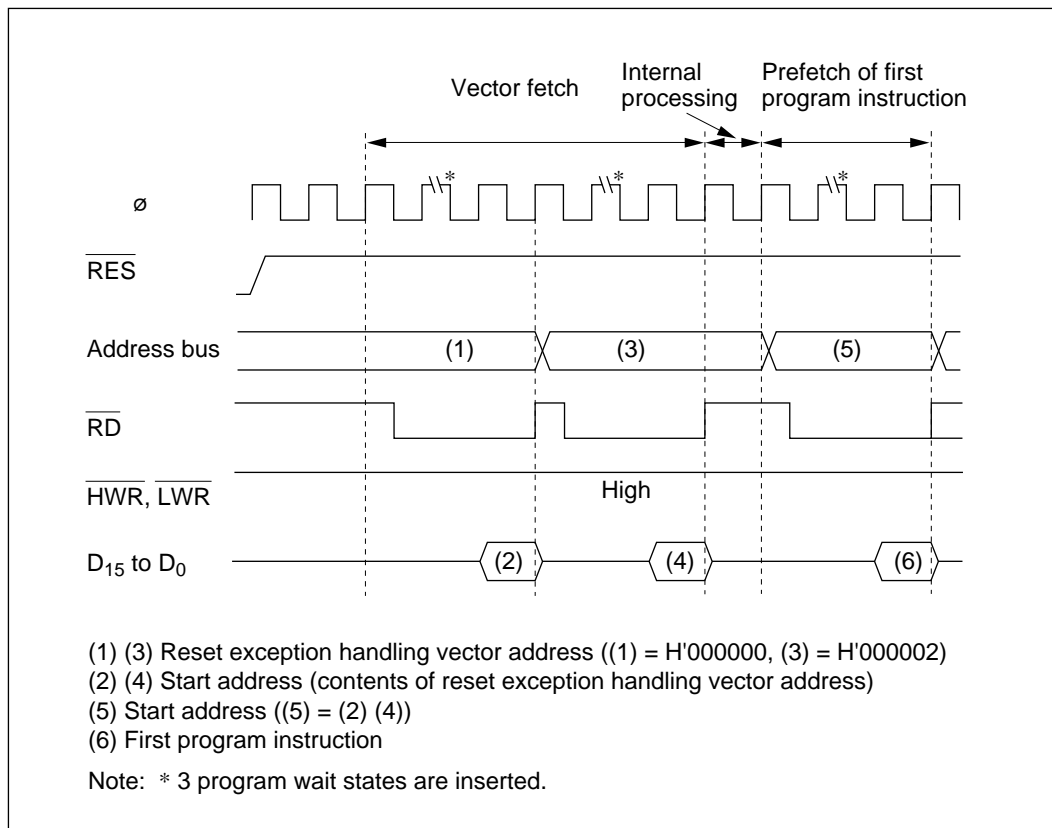 Vector fetch
Internal
processing
Prefetch of first
program instruction
*
*
*
ø
RES
Address bus
(1)
(3)
(5)
RD
HWR, LWR
High
D15 to D0
(2)
(4)
(6)
(1) (3) Reset exception handling vector address ((1) = H'000000, (3) = H'000002)
(2) (4) Start address (contents of reset exception handling vector address)
(5) Start address ((5) = (2) (4))
(6) First program instruction
Note: * 3 program wait states are inserted.